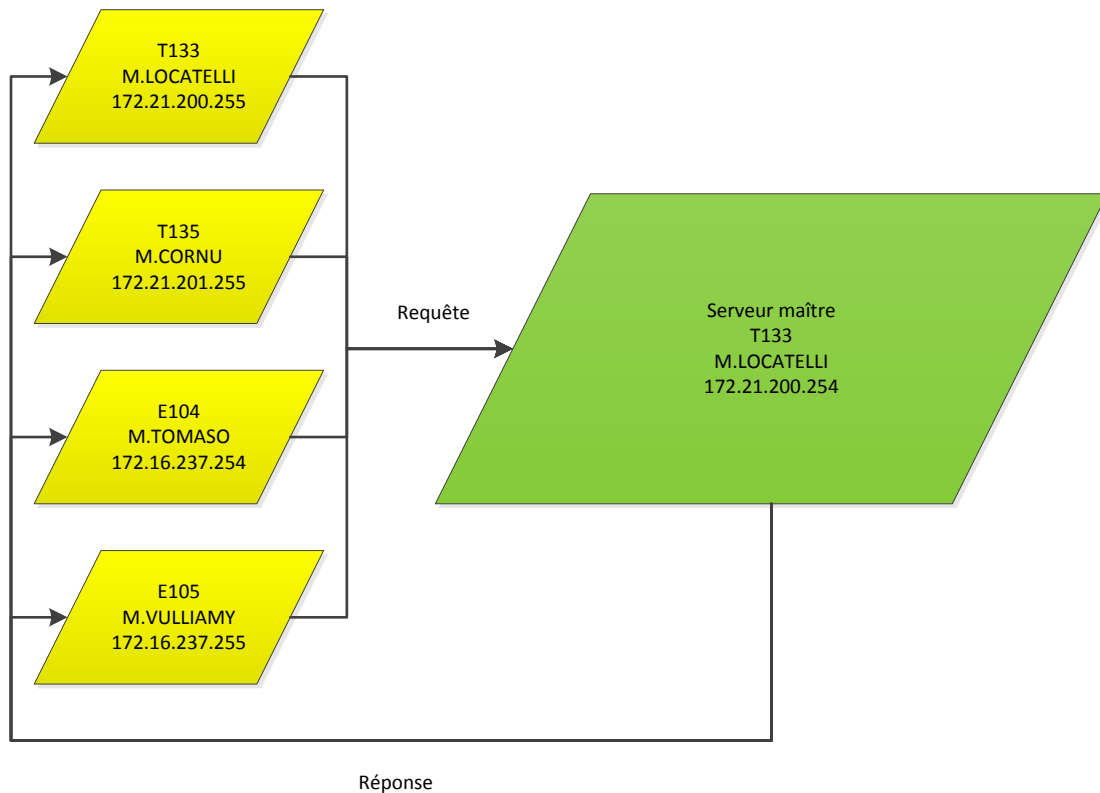 T133
M.LOCATELLI
172.21.200.255
T135
M.CORNU
172.21.201.255
E104
M.TOMASO
172.16.237.254
E105
M.VULLIAMY
172.16.237.255
Requête
Serveur maître
T133
M.LOCATELLI
172.21.200.254
Réponse